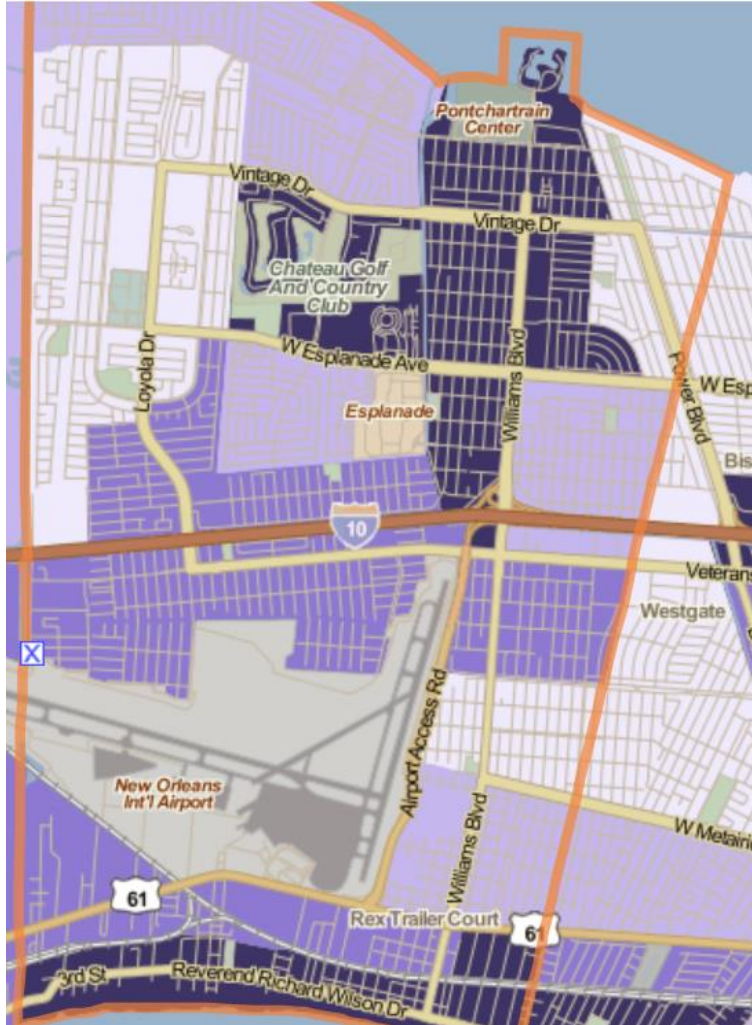 Pontchartrain
Center
Vintage Dr
Vintage Dr
Chateau Golf
And Country
Club
Loyola Dr
W Esplanade Ave
Williams Blvd
Power Blvd
W Esp
Esplanade
Bis
10
Veterans
X
Westgate
Airport Access Rd
New Orleans
Int'l Airport
W Metairie
Williams Blvd
61
Rex Trailer Court
61
3rd St
Reverend Richard Wilson Dr